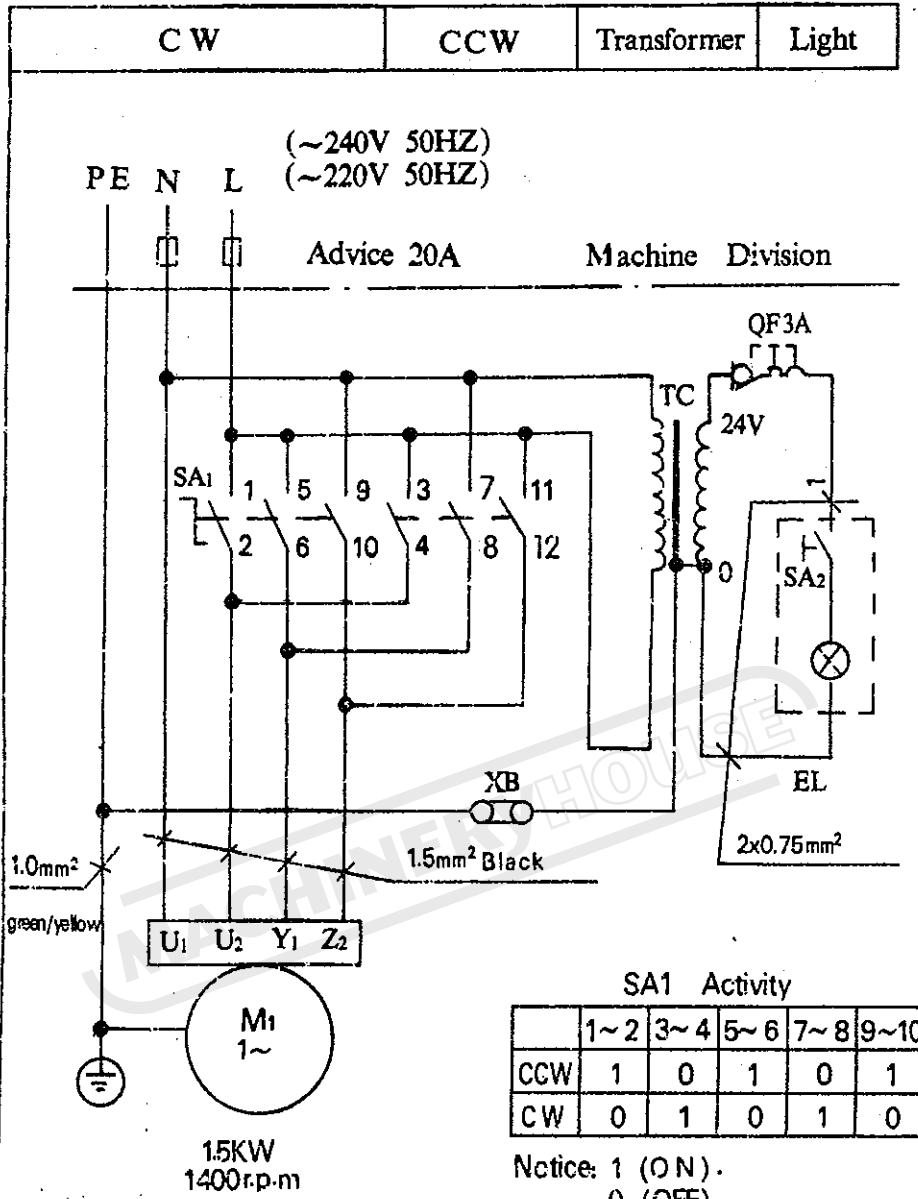 CW CCW Transformer Light
(~240V 50HZ)
(~220V 50HZ)
PE N L
Advice 20A Machine Division
QF3A
TC
24V
SA1 1 5 9 3 7 11
2 6 10 4 8 12
1
0
SA2
XB
EL
1.0mm²
1.5mm² Black
2x0.75mm²
green/yellow
MACHINERYHOUSE
U1 U2 Y1 Z2
M1
1~
1.5KW
1400r.p.m
SA1 Activity
1~2 3~4 5~6 7~8 9~10
CCW 1 0 1 0 1
CW 0 1 0 1 0
Nctice: 1 (ON).
0 (OFF)